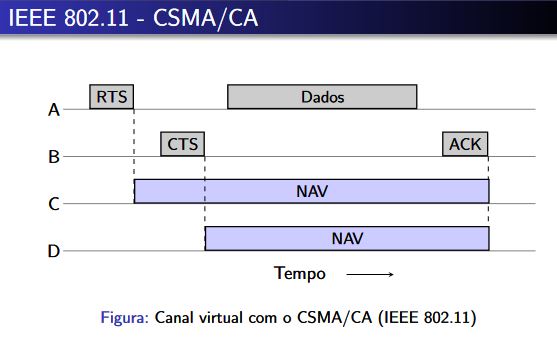 IEEE 802.11 - CSMA/CA
A RTS Dados
B CTS ACK
C NAV
D NAV
Tempo
Figura: Canal virtual com o CSMA/CA (IEEE 802.11)